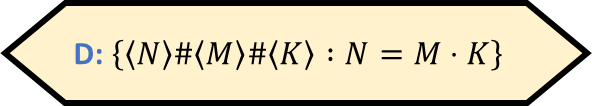 D: {⟨N⟩#⟨M⟩#⟨K⟩ : N = M · K}